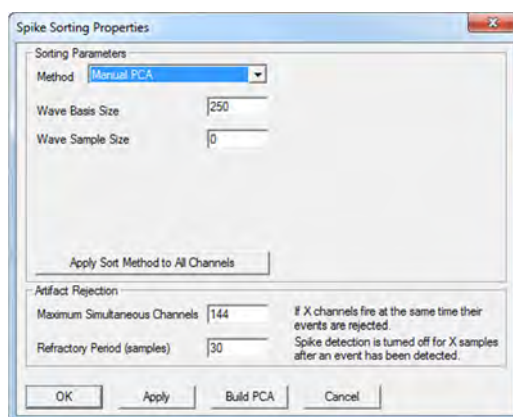 Spike Sorting Properties
Sorting Parameters
Method Manual PCA
Wave Basis Size 250
Wave Sample Size 0
Apply Sort Method to All Channels
Artifact Rejection
Maximum Simultaneous Channels 144 If X channels fire at the same time their
events are rejected.
Refractory Period (samples) 30 Spike detection is turned off for X samples
after an event has been detected.
OK Apply Build PCA Cancel